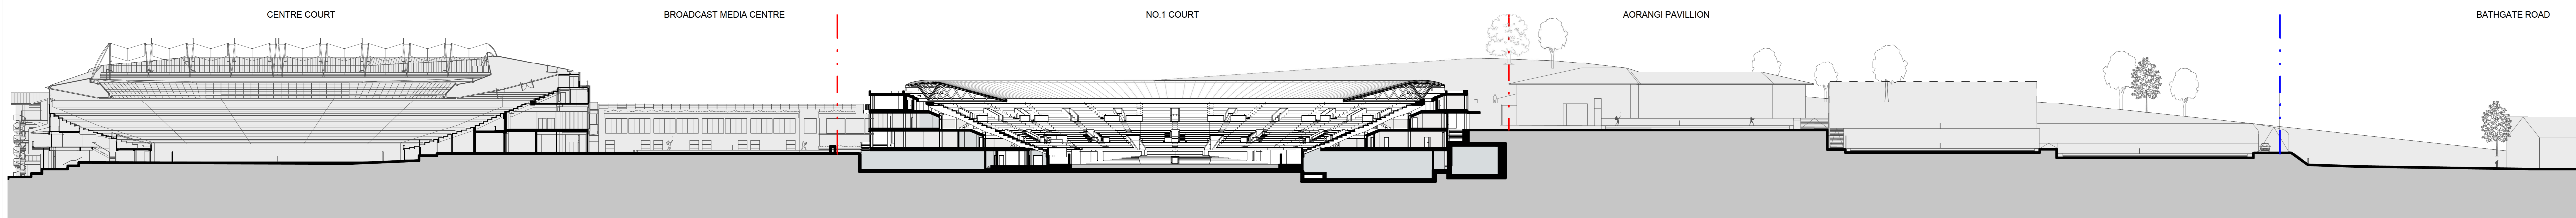 CENTRE COURT
BROADCAST MEDIA CENTRE
NO.1 COURT
AORANGI PAVILLION
BATHGATE ROAD